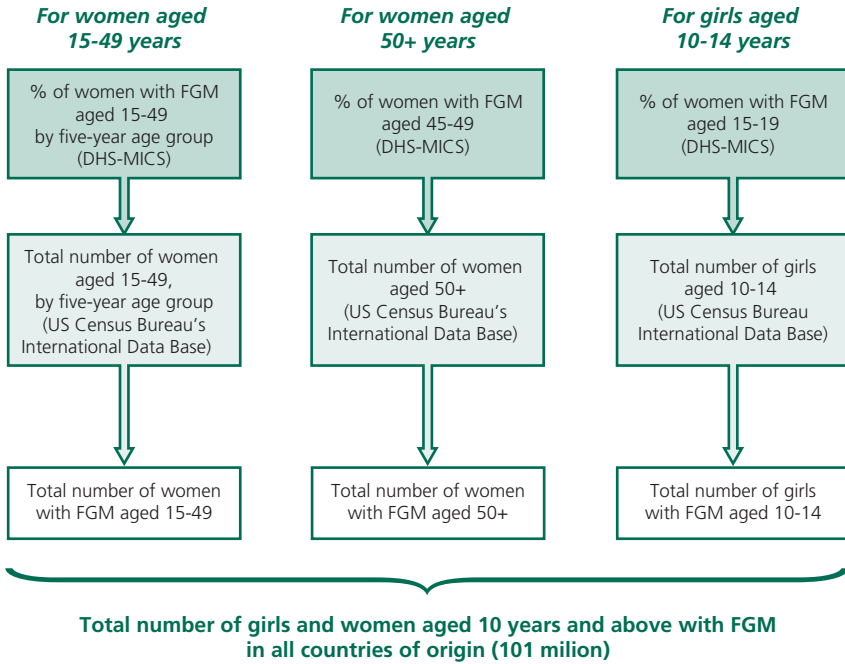 For women aged
15-49 years
% of women with FGM
aged 15-49
by five-year age group
(DHS-MICS)
Total number of women
aged 15-49,
by five-year age group
(US Census Bureau's
International Data Base)
Total number of women
with FGM aged 15-49
For women aged
50+ years
% of women with FGM
aged 45-49
(DHS-MICS)
Total number of women
aged 50+
(US Census Bureau's
International Data Base)
Total number of women
with FGM aged 50+
For girls aged
10-14 years
% of women with FGM
aged 15-19
(DHS-MICS)
Total number of girls
aged 10-14
(US Census Bureau
International Data Base)
Total number of girls
with FGM aged 10-14
Total number of girls and women aged 10 years and above with FGM
in all countries of origin (101 milion)